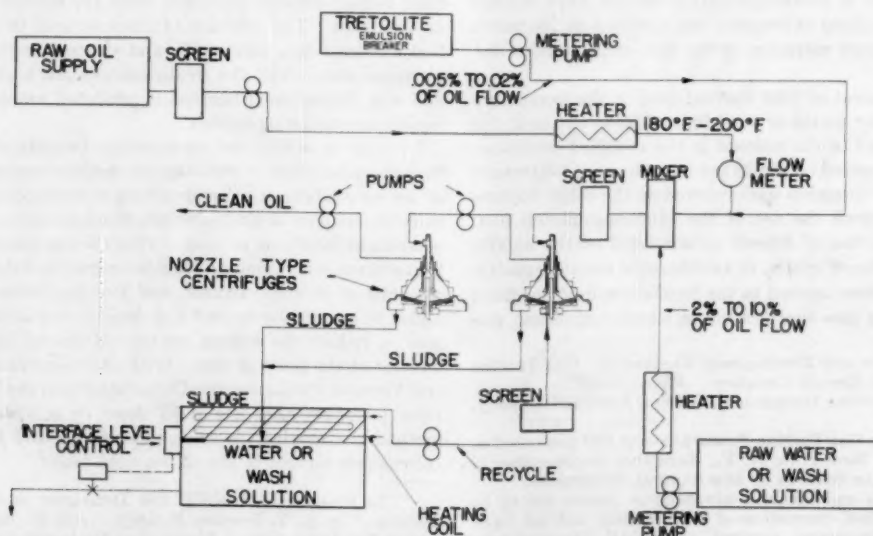 TRETOLITE
EMULSION
BREAKER
RAW OIL
SUPPLY
SCREEN
METERING
PUMP
.005% TO .02%
OF OIL FLOW
HEATER
180°F-200°F
FLOW
METER
SCREEN
MIXER
PUMPS
CLEAN OIL
NOZZLE TYPE
CENTRIFUGES
SLUDGE
SLUDGE
2% TO 10%
OF OIL FLOW
SCREEN
HEATER
SLUDGE
INTERFACE LEVEL
CONTROL
WATER OR
WASH
SOLUTION
RECYCLE
HEATING
COIL
RAW WATER
OR WASH
SOLUTION
METERING
PUMP